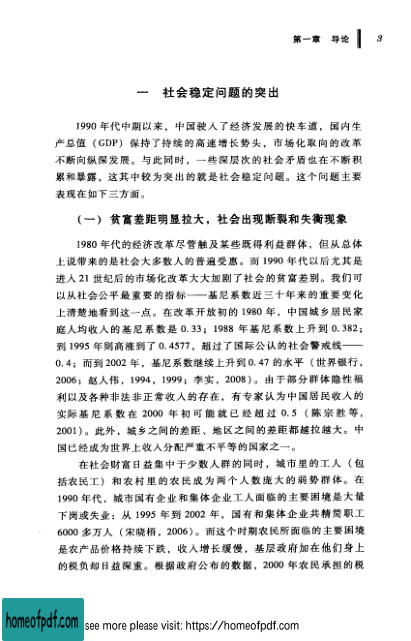 第一章 导论 3
一 社会稳定问题的突出
1990 年代中期以来，中国驶入了经济发展的快车道，国内生
产总值（GDP）保持了持续的高速增长势头，市场化取向的改革
不断向纵深发展。与此同时，一些深层次的社会矛盾也在不断积
累和暴露，这其中较为突出的就是社会稳定问题。这个问题主要
表现在如下三方面。
（一）贫富差距明显拉大，社会出现断裂和失衡现象
1980 年代的经济改革尽管触及某些既得利益群体，但从总体
上说带来的是社会大多数人的普遍受惠。而 1990 年代以后尤其是
进入 21 世纪后的市场化改革大大加剧了社会的贫富差别。我们可
以从社会公平最重要的指标——基尼系数近三十年来的重要变化
上清楚地看到这一点。在改革开放初的 1980 年，中国城乡居民家
庭人均收入的基尼系数是 0.33；1988 年基尼系数上升到 0.382；
到 1995 年则高涨到了 0.4577，超过了国际公认的社会警戒线——
0.4；而到 2002 年，基尼系数继续上升到 0.47 的水平（世界银行，
2006；赵人伟，1994，1999；李实，2008）。由于部分群体隐性福
利以及各种非法非正常收入的存在，有专家认为中国居民收入的
实际基尼系数在 2000 年初可能就已经超过 0.5（陈宗胜等，
2001）。此外，城乡之间的差距、地区之间的差距都越拉越大。中
国已经成为世界上收入分配严重不平等的国家之一。
在社会财富日益集中于少数人群的同时，城市里的工人（包
括农民工）和农村里的农民成为两个人数庞大的弱势群体。在
1990 年代，城市国有企业和集体企业工人面临的主要困境是大量
下岗或失业：从 1995 年到 2002 年，国有和集体企业共精简职工
6000 多万人（宋晓梧，2006）。而这个时期农民所面临的主要困境
是农产品价格持续下跌，收入增长缓慢，基层政府加在他们身上
的税负却日益深重。根据政府公布的数据，2000 年农民承担的税
homeofpdf.com see more please visit: https://homeofpdf.com